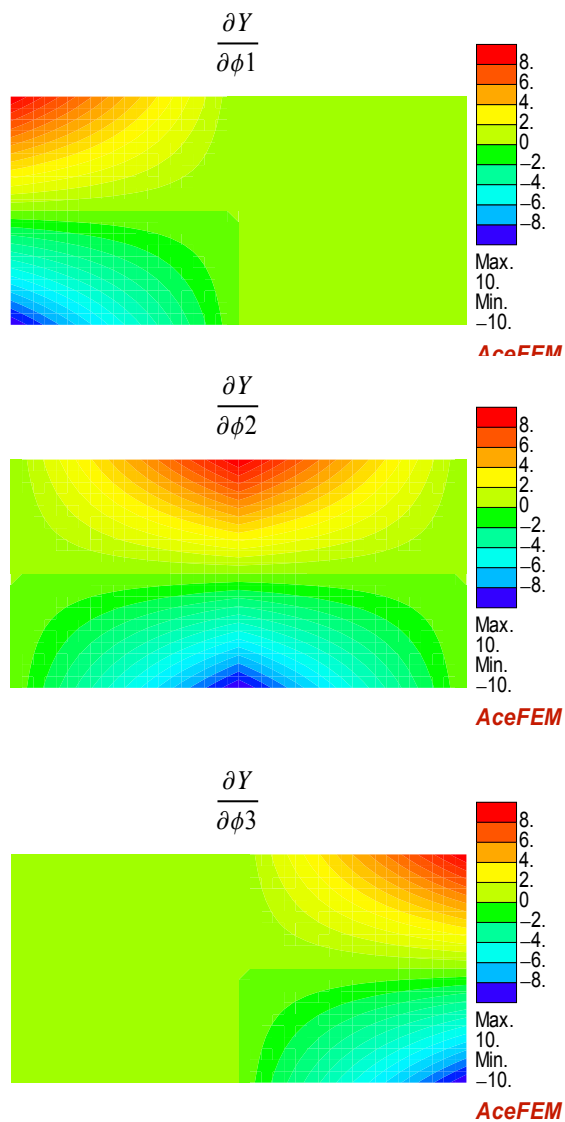 ∂Y
∂ϕ1
8.
6.
4.
2.
0
−2.
−4.
−6.
−8.
Max.
10.
Min.
−10.
AceFEM
∂Y
∂ϕ2
8.
6.
4.
2.
0
−2.
−4.
−6.
−8.
Max.
10.
Min.
−10.
AceFEM
∂Y
∂ϕ3
8.
6.
4.
2.
0
−2.
−4.
−6.
−8.
Max.
10.
Min.
−10.
AceFEM